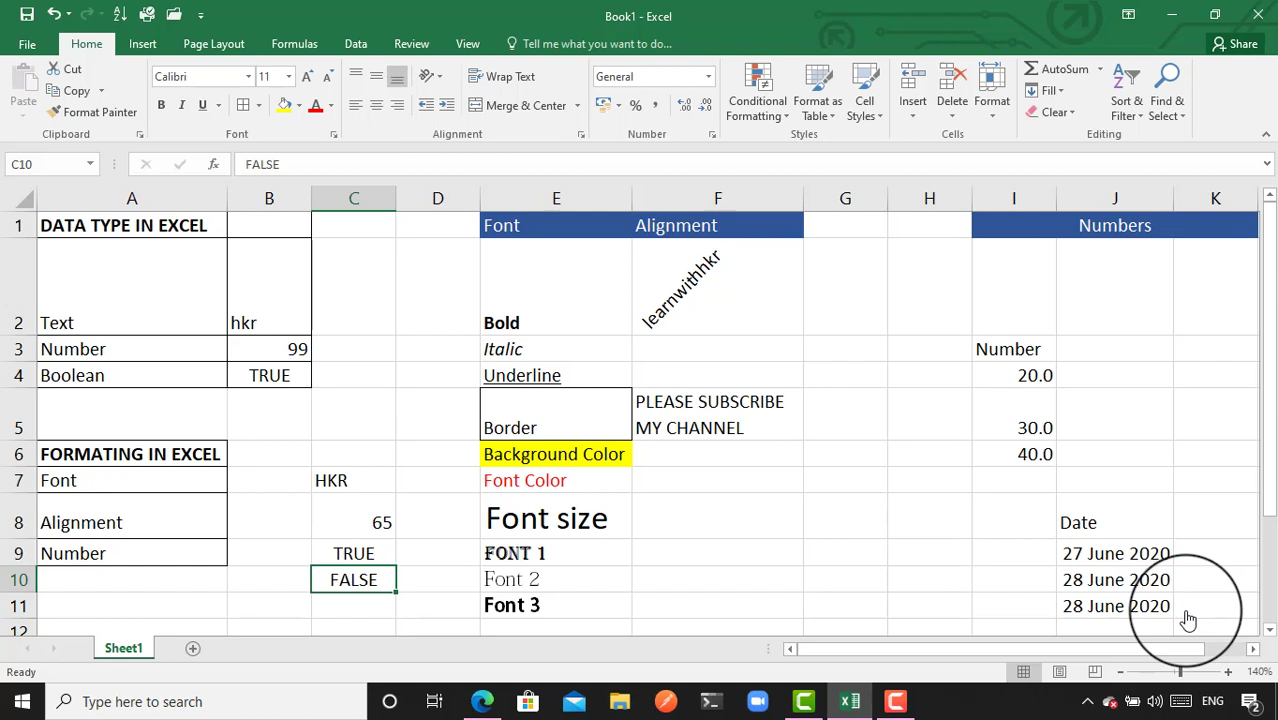 Book1 - Excel
File Home Insert Page Layout Formulas Data Review View Tell me what you want to do... Share
Paste Cut Copy Format Painter
Calibri 11 A A B I U A
Wrap Text Merge & Center
General % ,
Conditional Formatting Format as Table Cell Styles
Insert Delete Format
AutoSum Fill Clear Sort & Filter Find & Select
Clipboard Font Alignment Number Styles Cells Editing
C10 fx FALSE
A B C D E F G H I J K
1 DATA TYPE IN EXCEL Font Alignment Numbers
learnwithhkr
2 Text hkr Bold
3 Number 99 Italic Number
4 Boolean TRUE Underline 20.0
PLEASE SUBSCRIBE
5 Border MY CHANNEL 30.0
6 FORMATING IN EXCEL Background Color 40.0
7 Font HKR Font Color
8 Alignment 65 Font size Date
9 Number TRUE FONT 1 27 June 2020
10 FALSE Font 2 28 June 2020
11 Font 3 28 June 2020
12
Sheet1
Ready 140%
Type here to search ENG 2